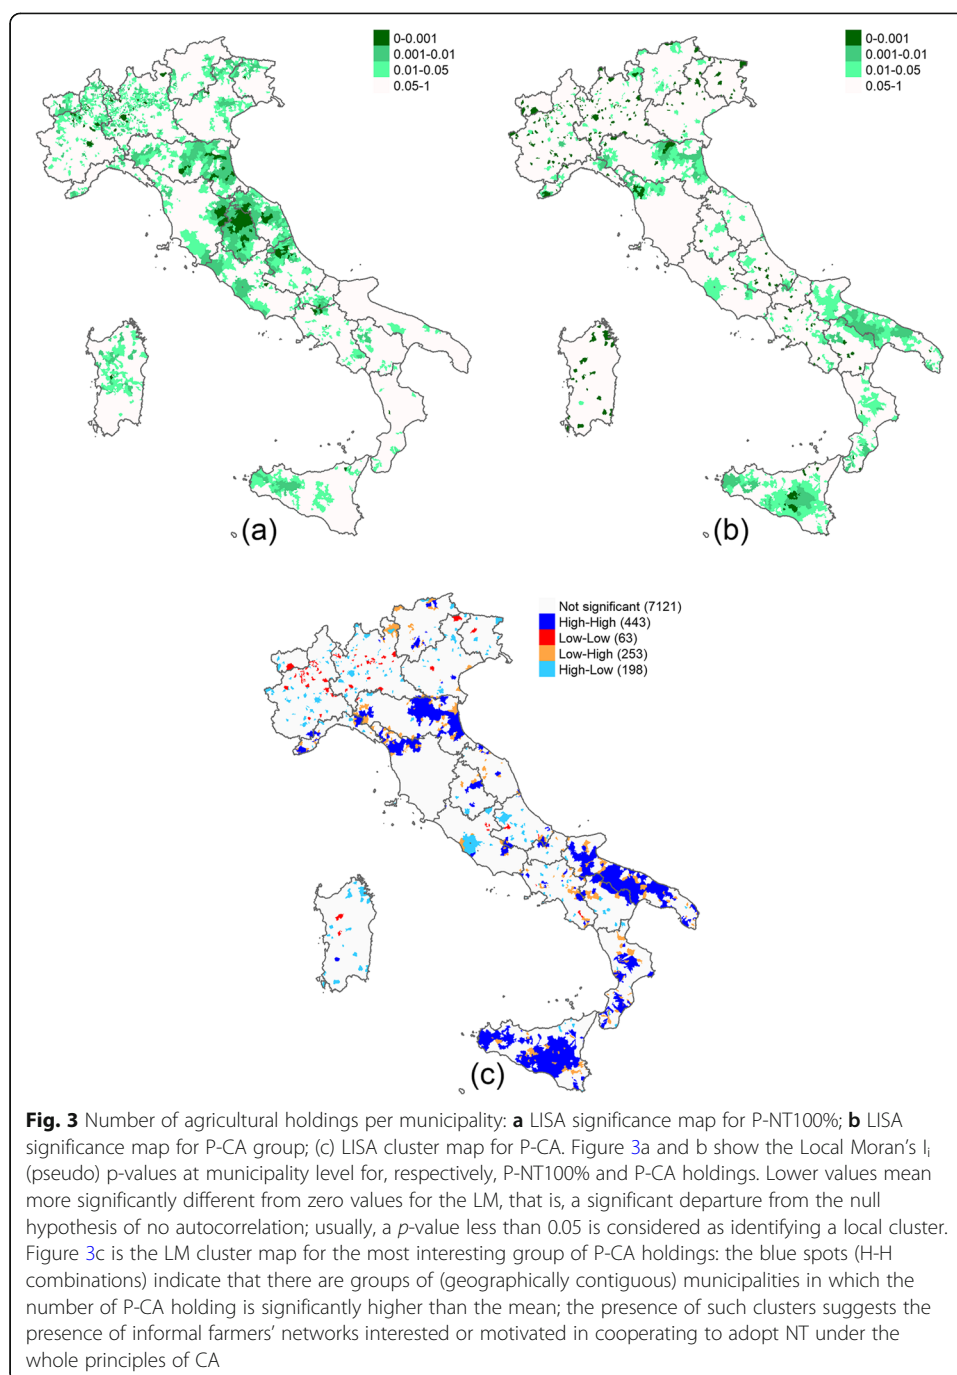 0-0.001
0.001-0.01
0.01-0.05
0.05-1
(a)
0-0.001
0.001-0.01
0.01-0.05
0.05-1
(b)
Not significant (7121)
High-High (443)
Low-Low (63)
Low-High (253)
High-Low (198)
(c)
Fig. 3 Number of agricultural holdings per municipality: a LISA significance map for P-NT100%; b LISA
significance map for P-CA group; (c) LISA cluster map for P-CA. Figure 3a and b show the Local Moran's Ii
(pseudo) p-values at municipality level for, respectively, P-NT100% and P-CA holdings. Lower values mean
more significantly different from zero values for the LM, that is, a significant departure from the null
hypothesis of no autocorrelation; usually, a p-value less than 0.05 is considered as identifying a local cluster.
Figure 3c is the LM cluster map for the most interesting group of P-CA holdings: the blue spots (H-H
combinations) indicate that there are groups of (geographically contiguous) municipalities in which the
number of P-CA holding is significantly higher than the mean; the presence of such clusters suggests the
presence of informal farmers' networks interested or motivated in cooperating to adopt NT under the
whole principles of CA